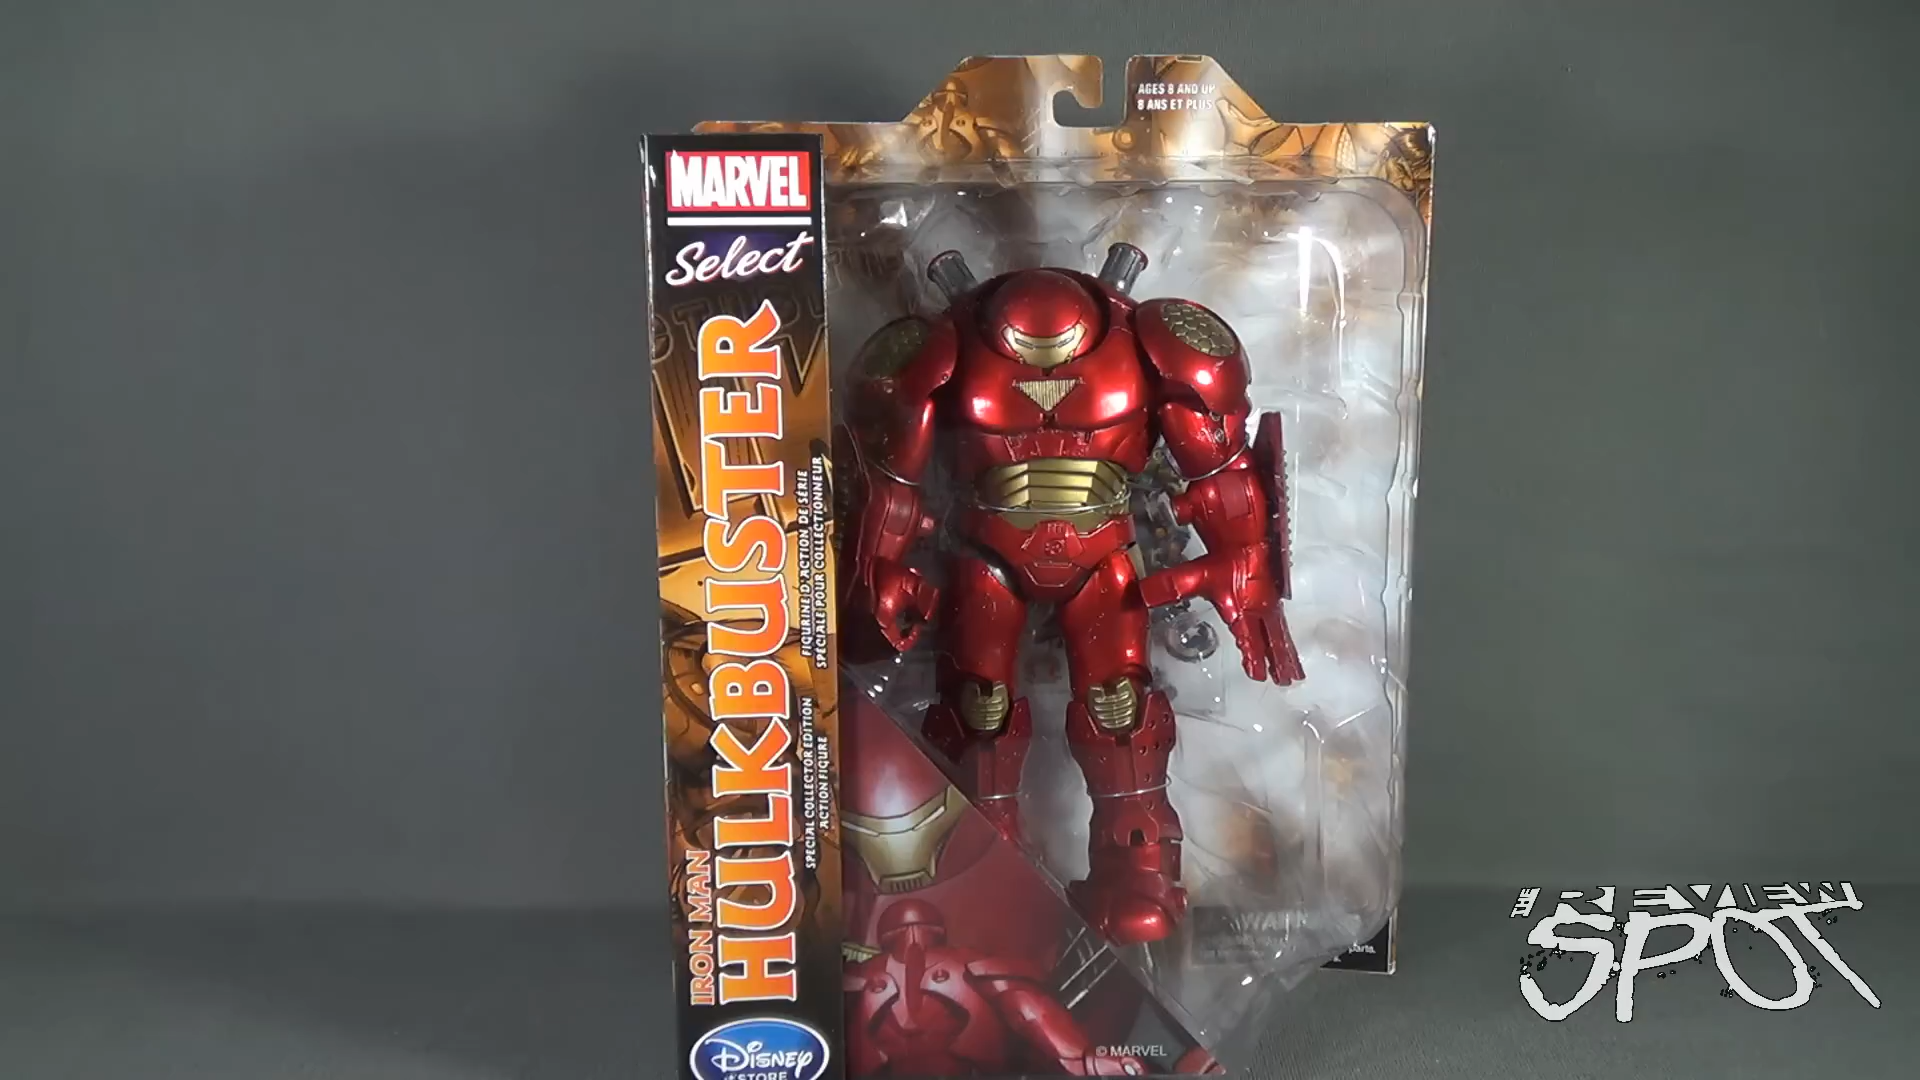 AGES 8 AND UP
8 ANS ET PLUS
MARVEL
Select
IRON MAN
HULKBUSTER
SPECIAL COLLECTOR EDITION
ACTION FIGURE
FIGURINE D'ACTION DE SÉRIE
SPÉCIALE POUR COLLECTIONNEUR
DISNEY
STORE
© MARVEL
parts.
THE REVIEW
SPOT